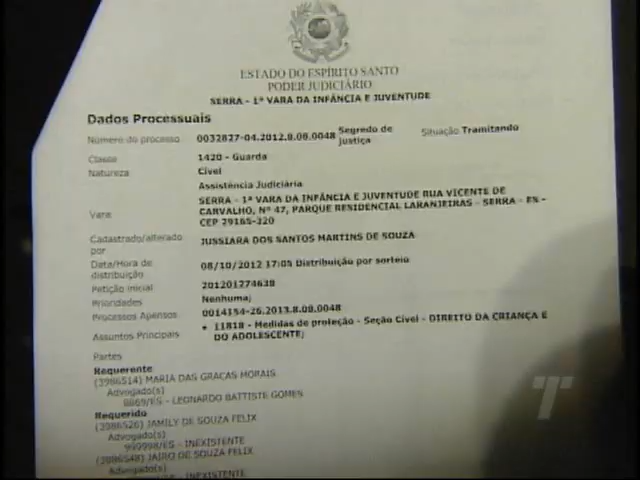 ESTADO DO ESPÍRITO SANTO
PODER JUDICIÁRIO
SERRA - 1ª VARA DA INFÂNCIA E JUVENTUDE
Dados Processuais
Número do processo 0032827-04.2012.8.08.0048 Segredo de justiça Situação Tramitando
Classe 1420 - Guarda
Natureza Cível
Assistência Judiciária
Vara SERRA - 1ª VARA DA INFÂNCIA E JUVENTUDE RUA VICENTE DE
CARVALHO, Nº 47, PARQUE RESIDENCIAL LARANJEIRAS - SERRA - ES -
CEP 29165-320
Cadastrado/alterado por JUSSIARA DOS SANTOS MARTINS DE SOUZA
Data/Hora de distribuição 08/10/2012 17:05 Distribuição por sorteio
Petição inicial 201201274638
Prioridades Nenhuma;
Processos Apensos 0014154-26.2013.8.08.0048
Assuntos Principais + 11818 - Medidas de proteção - Seção Cível - DIREITO DA CRIANÇA E
DO ADOLESCENTE;
Partes
Requerente
(3986514) MARIA DAS GRACAS MORAIS
Advogado(s)
8869/ES - LEONARDO BATTISTE GOMES
Requerido
(3986526) JAMILY DE SOUZA FELIX
Advogado(s)
999998/ES - INEXISTENTE
(3986548) JAIRO DE SOUZA FELIX
Advogado(s)
/ES - INEXISTENTE
T